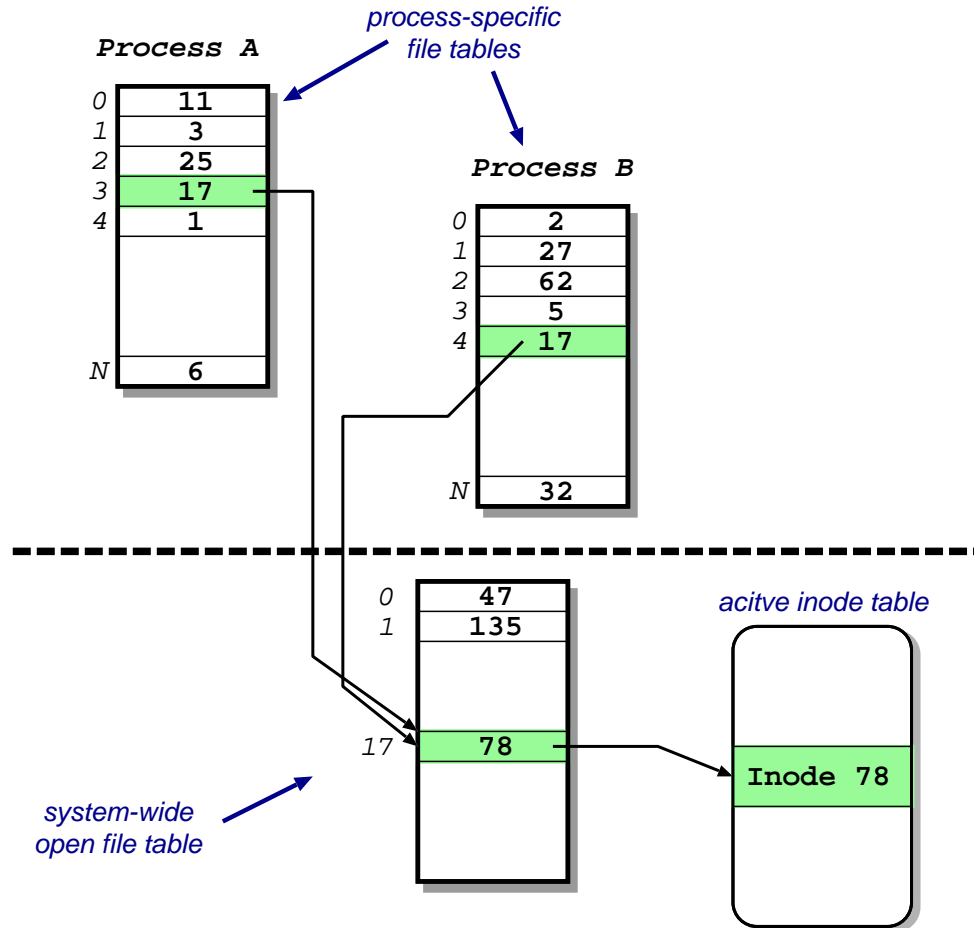 process-specific
file tables
Process A
0 11
1 3
2 25
3 17
4 1
N 6
Process B
0 2
1 27
2 62
3 5
4 17
N 32
0 47
1 135
17 78
system-wide
open file table
acitve inode table
Inode 78